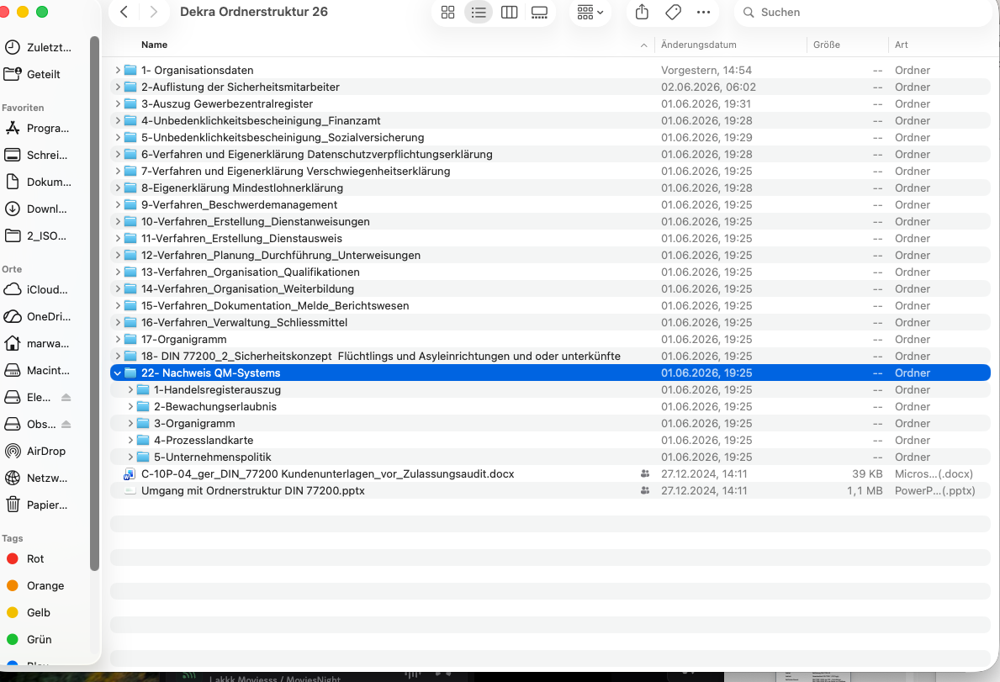 Dekra Ordnerstruktur 26
Suchen
Zuletzt...
Geteilt
Favoriten
Progra...
Schrei...
Dokum...
Downl...
2_ISO...
Orte
iCloud...
OneDri...
marwa...
Macint...
Ele...
Obs...
AirDrop
Netzw...
Papier...
Tags
Rot
Orange
Gelb
Grün
Name Änderungsdatum Größe Art
1- Organisationsdaten Vorgestern, 14:54 -- Ordner
2-Auflistung der Sicherheitsmitarbeiter 02.06.2026, 06:02 -- Ordner
3-Auszug Gewerbezentralregister 01.06.2026, 19:31 -- Ordner
4-Unbedenklichkeitsbescheinigung_Finanzamt 01.06.2026, 19:28 -- Ordner
5-Unbedenklichkeitsbescheinigung_Sozialversicherung 01.06.2026, 19:29 -- Ordner
6-Verfahren und Eigenerklärung Datenschutzverpflichtungserklärung 01.06.2026, 19:28 -- Ordner
7-Verfahren und Eigenerklärung Verschwiegenheitserklärung 01.06.2026, 19:25 -- Ordner
8-Eigenerklärung Mindestlohnerklärung 01.06.2026, 19:28 -- Ordner
9-Verfahren_Beschwerdemanagement 01.06.2026, 19:25 -- Ordner
10-Verfahren_Erstellung_Dienstanweisungen 01.06.2026, 19:25 -- Ordner
11-Verfahren_Erstellung_Dienstausweis 01.06.2026, 19:25 -- Ordner
12-Verfahren_Planung_Durchführung_Unterweisungen 01.06.2026, 19:25 -- Ordner
13-Verfahren_Organisation_Qualifikationen 01.06.2026, 19:25 -- Ordner
14-Verfahren_Organisation_Weiterbildung 01.06.2026, 19:25 -- Ordner
15-Verfahren_Dokumentation_Melde_Berichtswesen 01.06.2026, 19:25 -- Ordner
16-Verfahren_Verwaltung_Schliessmittel 01.06.2026, 19:25 -- Ordner
17-Organigramm 01.06.2026, 19:25 -- Ordner
18- DIN 77200_2_Sicherheitskonzept Flüchtlings und Asyleinrichtungen und oder unterkünfte 01.06.2026, 19:25 -- Ordner
22- Nachweis QM-Systems 01.06.2026, 19:25 -- Ordner
1-Handelsregisterauszug 01.06.2026, 19:25 -- Ordner
2-Bewachungserlaubnis 01.06.2026, 19:25 -- Ordner
3-Organigramm 01.06.2026, 19:25 -- Ordner
4-Prozesslandkarte 01.06.2026, 19:25 -- Ordner
5-Unternehmenspolitik 01.06.2026, 19:25 -- Ordner
C-10P-04_ger_DIN_77200 Kundenunterlagen_vor_Zulassungsaudit.docx 27.12.2024, 14:11 39 KB Micros...(.docx)
Umgang mit Ordnerstruktur DIN 77200.pptx 27.12.2024, 14:11 1,1 MB PowerP...(.pptx)
Lakkk Moviesss / MoviesNight